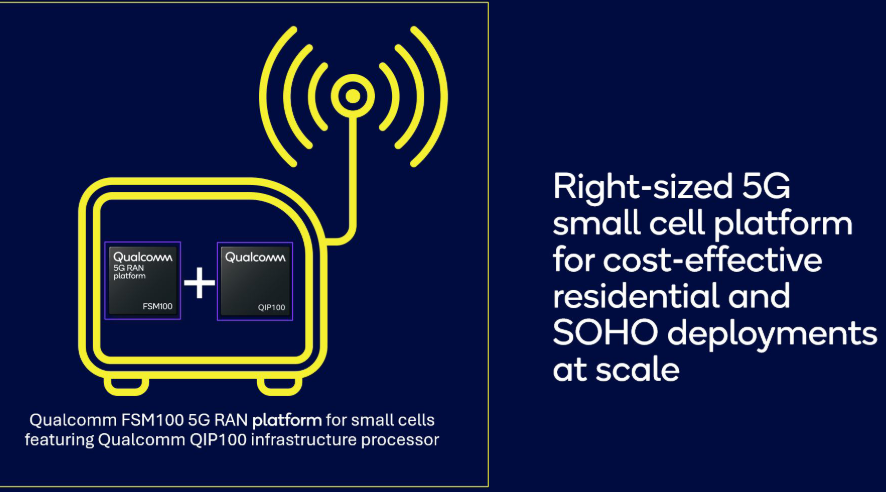 Qualcomm
5G RAN
platform
FSM100
+
Qualcomm
QIP100
Qualcomm FSM100 5G RAN platform for small cells
featuring Qualcomm QIP100 infrastructure processor
Right-sized 5G
small cell platform
for cost-effective
residential and
SOHO deployments
at scale